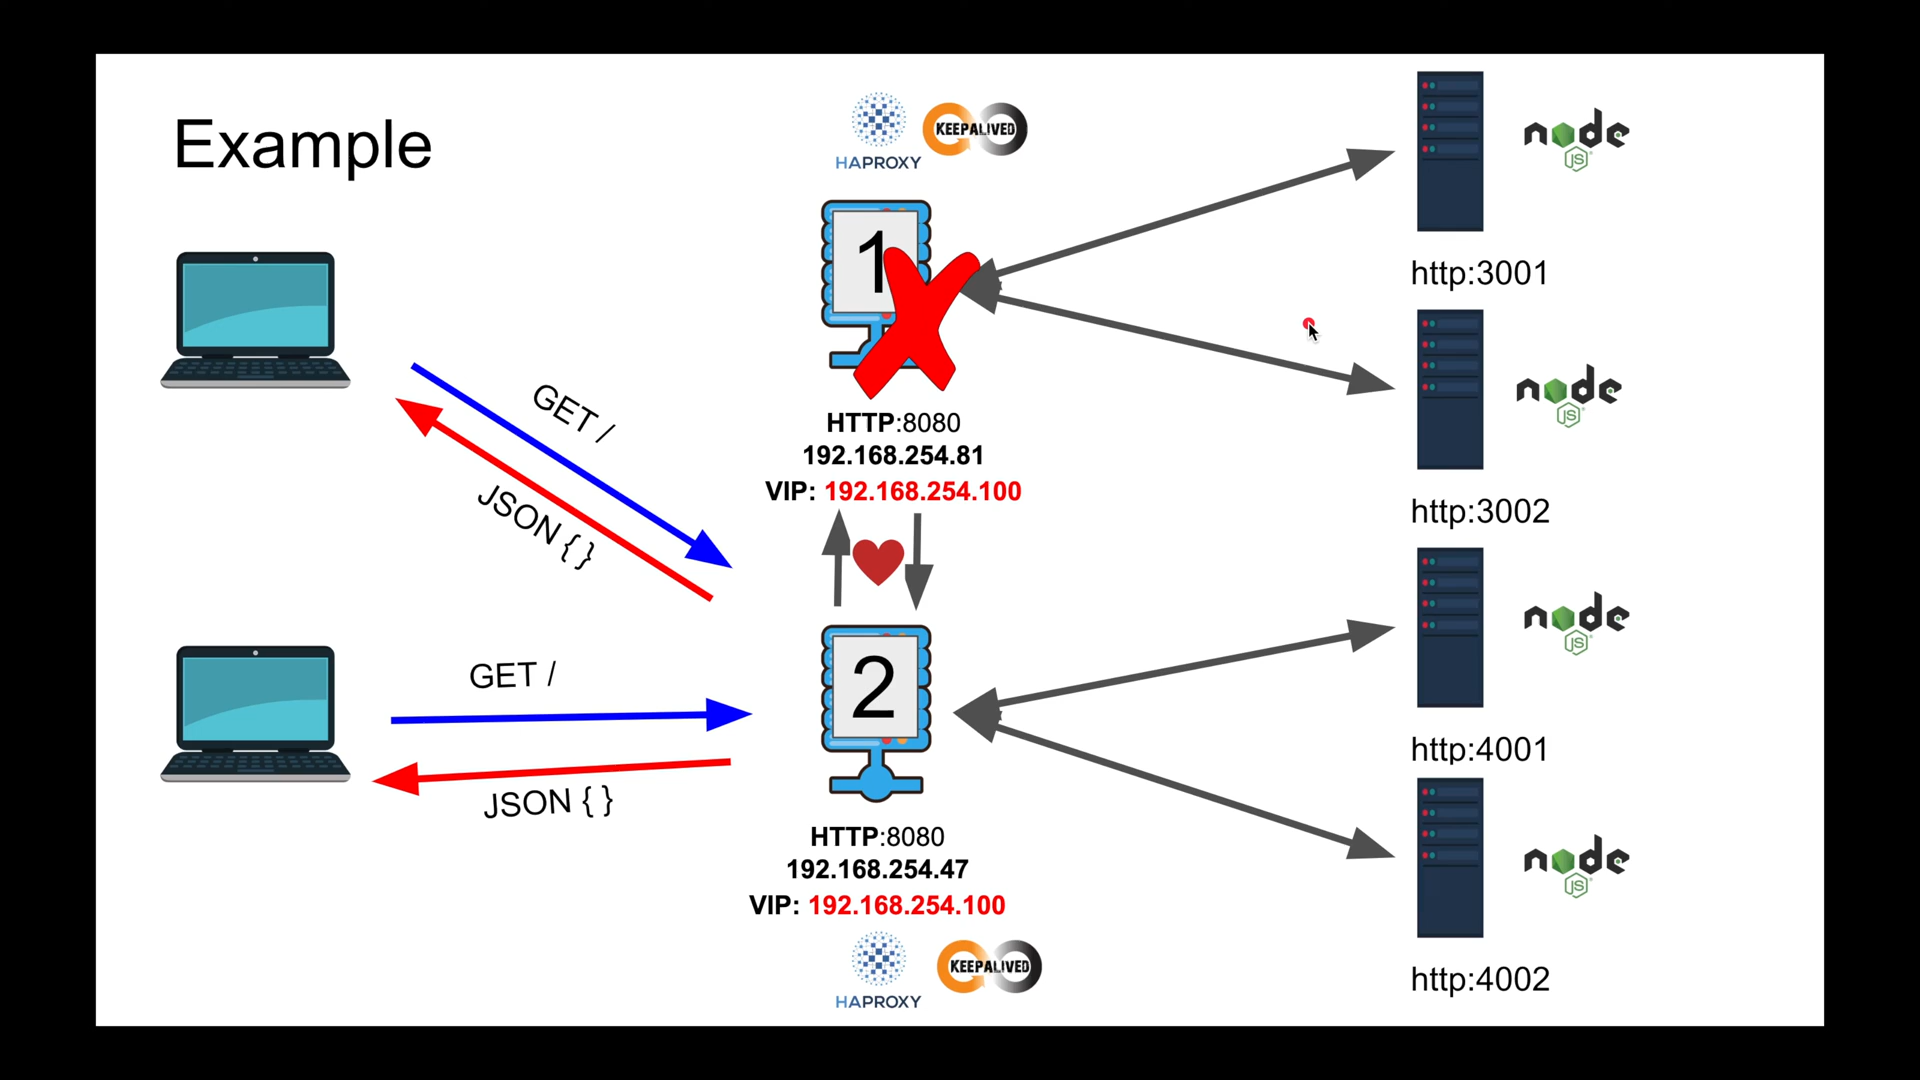 Example
HAPROXY
KEEPALIVED
1
HTTP:8080
192.168.254.81
VIP: 192.168.254.100
GET /
JSON { }
GET /
JSON { }
2
HTTP:8080
192.168.254.47
VIP: 192.168.254.100
HAPROXY
KEEPALIVED
node
JS
http:3001
node
JS
http:3002
node
JS
http:4001
node
JS
http:4002